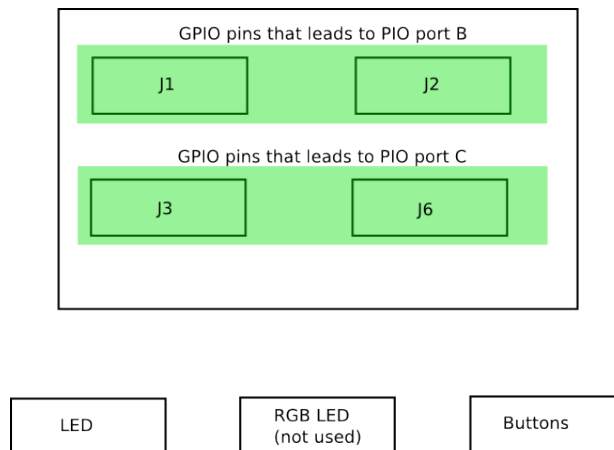 GPIO pins that leads to PIO port B
J1
J2
GPIO pins that leads to PIO port C
J3
J6
LED
RGB LED
(not used)
Buttons